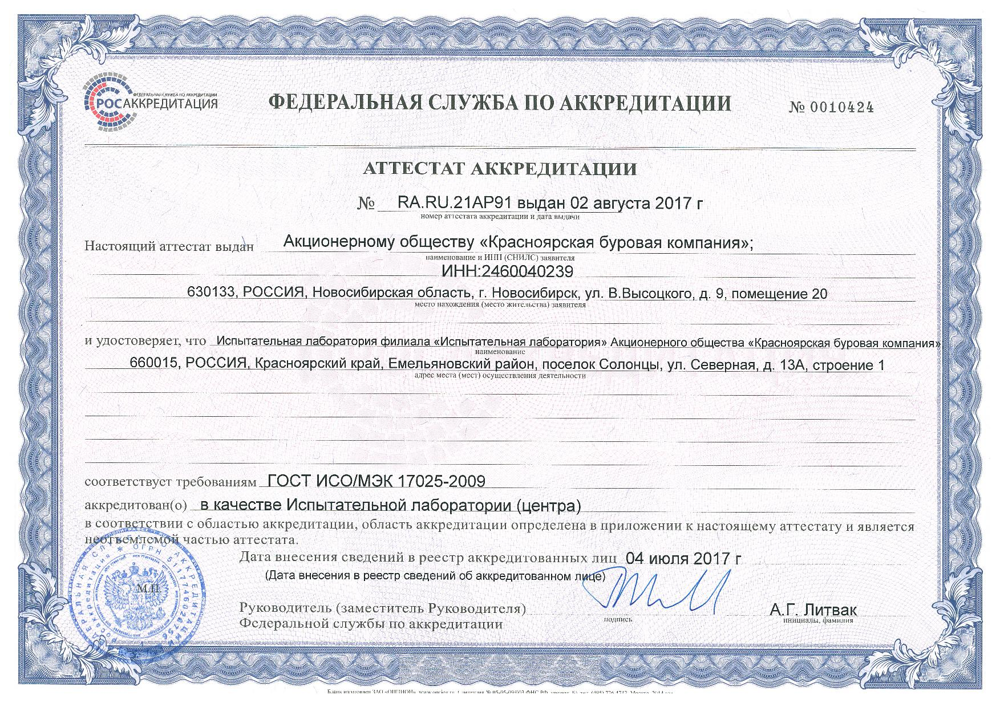 ФЕДЕРАЛЬНАЯ СЛУЖБА ПО АККРЕДИТАЦИИ
РОСАККРЕДИТАЦИЯ
ФЕДЕРАЛЬНАЯ СЛУЖБА ПО АККРЕДИТАЦИИ
№ 0010424
АТТЕСТАТ АККРЕДИТАЦИИ
№ RA.RU.21АР91 выдан 02 августа 2017 г
номер аттестата аккредитации и дата выдачи
Настоящий аттестат выдан Акционерному обществу «Красноярская буровая компания»;
наименование и ИНН (СНИЛС) заявителя
ИНН:2460040239
630133, РОССИЯ, Новосибирская область, г. Новосибирск, ул. В.Высоцкого, д. 9, помещение 20
место нахождения (место жительства) заявителя
и удостоверяет, что Испытательная лаборатория филиала «Испытательная лаборатория» Акционерного общества «Красноярская буровая компания»
наименование
660015, РОССИЯ, Красноярский край, Емельяновский район, поселок Солонцы, ул. Северная, д. 13А, строение 1
адрес места (мест) осуществления деятельности
соответствует требованиям ГОСТ ИСО/МЭК 17025-2009
аккредитован(о) в качестве Испытательной лаборатории (центра)
в соответствии с областью аккредитации, область аккредитации определена в приложении к настоящему аттестату и является
неотъемлемой частью аттестата.
Дата внесения сведений в реестр аккредитованных лиц 04 июля 2017 г
(Дата внесения в реестр сведений об аккредитованном лице)
М.П.
Руководитель (заместитель Руководителя)
Федеральной службы по аккредитации
подпись
А.Г. Литвак
инициалы, фамилия
ФЕДЕРАЛЬНАЯ СЛУЖБА ПО АККРЕДИТАЦИИ
Росаккредитация * ОГРН 5117746026756